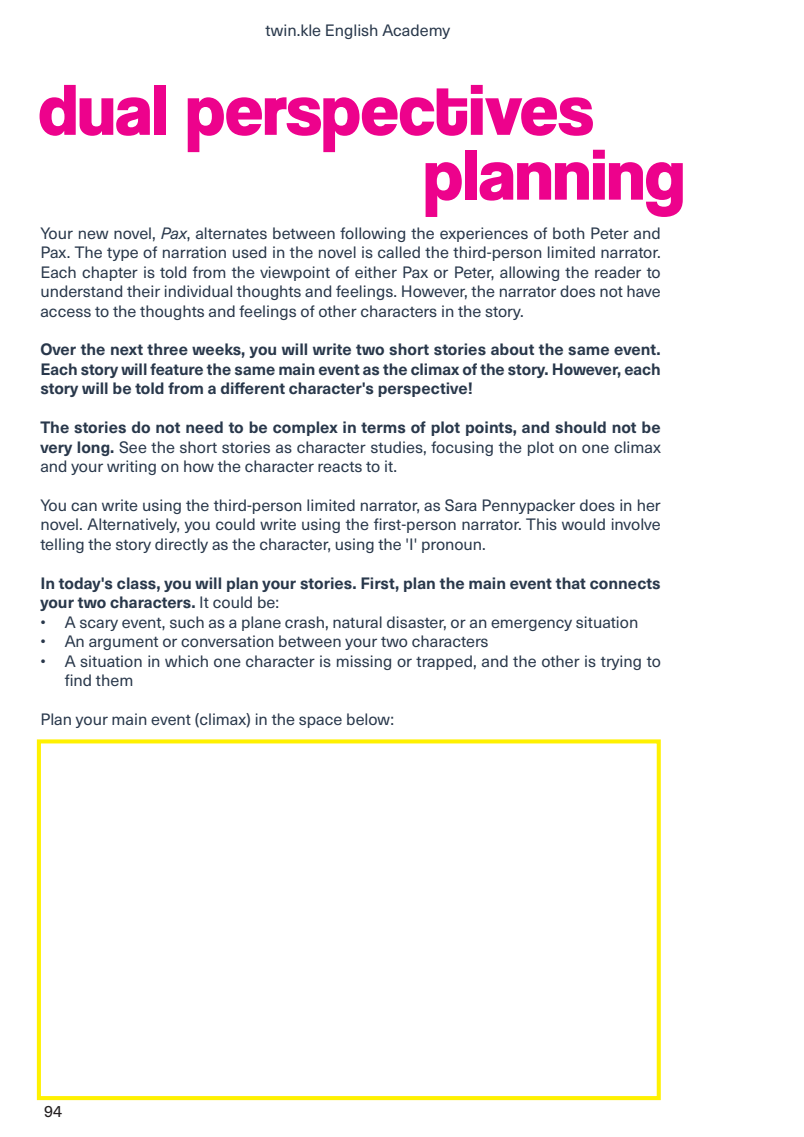 twin.kle English Academy
dual perspectives
planning
Your new novel, Pax, alternates between following the experiences of both Peter and
Pax. The type of narration used in the novel is called the third-person limited narrator.
Each chapter is told from the viewpoint of either Pax or Peter, allowing the reader to
understand their individual thoughts and feelings. However, the narrator does not have
access to the thoughts and feelings of other characters in the story.
Over the next three weeks, you will write two short stories about the same event.
Each story will feature the same main event as the climax of the story. However, each
story will be told from a different character's perspective!
The stories do not need to be complex in terms of plot points, and should not be
very long. See the short stories as character studies, focusing the plot on one climax
and your writing on how the character reacts to it.
You can write using the third-person limited narrator, as Sara Pennypacker does in her
novel. Alternatively, you could write using the first-person narrator. This would involve
telling the story directly as the character, using the 'I' pronoun.
In today's class, you will plan your stories. First, plan the main event that connects
your two characters. It could be:
• A scary event, such as a plane crash, natural disaster, or an emergency situation
• An argument or conversation between your two characters
• A situation in which one character is missing or trapped, and the other is trying to
find them
Plan your main event (climax) in the space below:
94